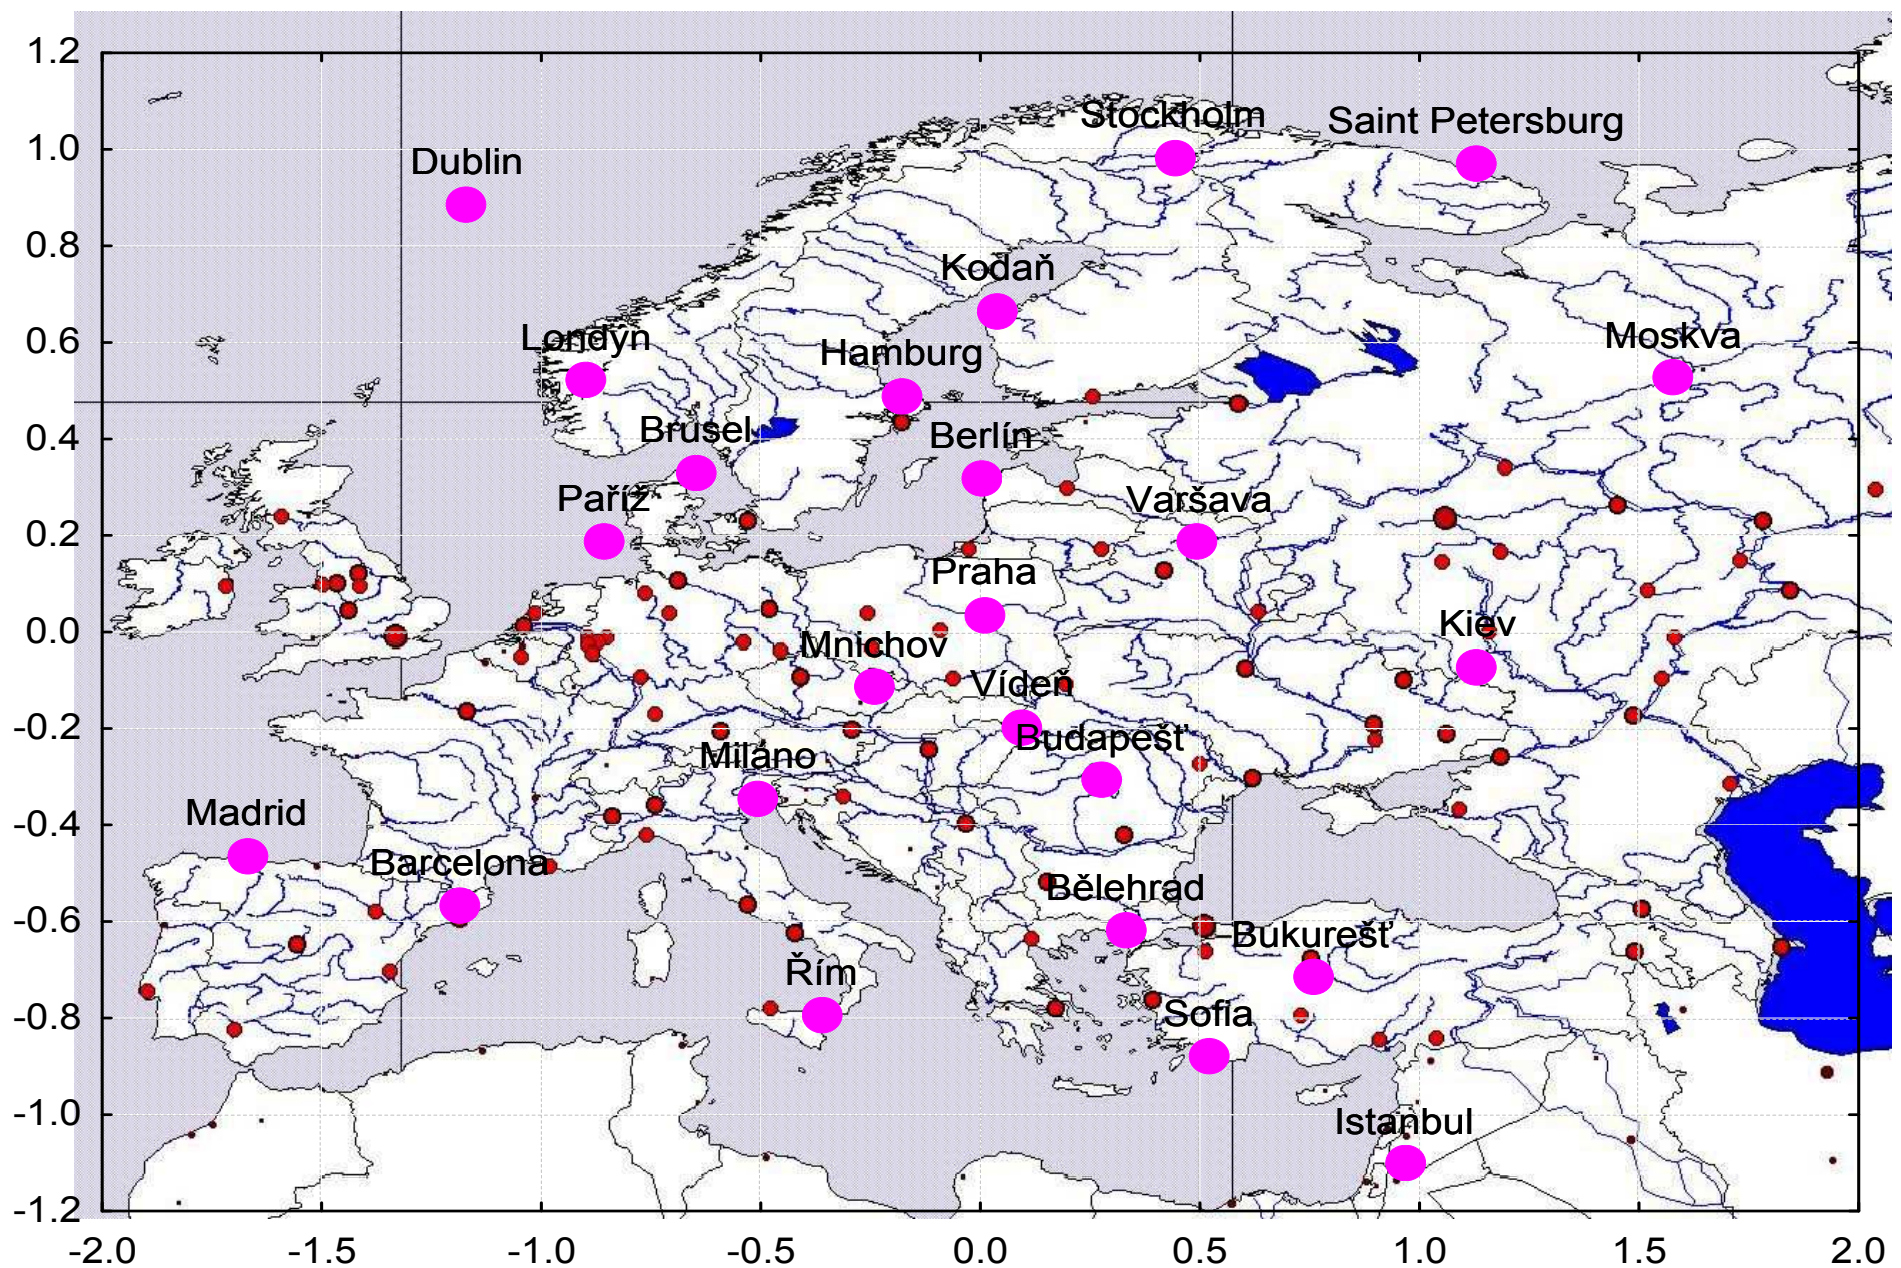 1.2
Stockholm
Saint Petersburg
1.0
Dublin
0.8
Kodaň
0.6
Londýn
Hamburg
Moskva
0.4
Brusel
Berlín
Paříž
Varšava
0.2
Praha
0.0
Mnichov
Kiev
Vídeň
-0.2
Miláno
Budapešť
Madrid
-0.4
Barcelona
Bělehrad
-0.6
Bukurešť
Řím
-0.8
Sofia
-1.0
Istanbul
-1.2
-2.0 -1.5 -1.0 -0.5 0.0 0.5 1.0 1.5 2.0